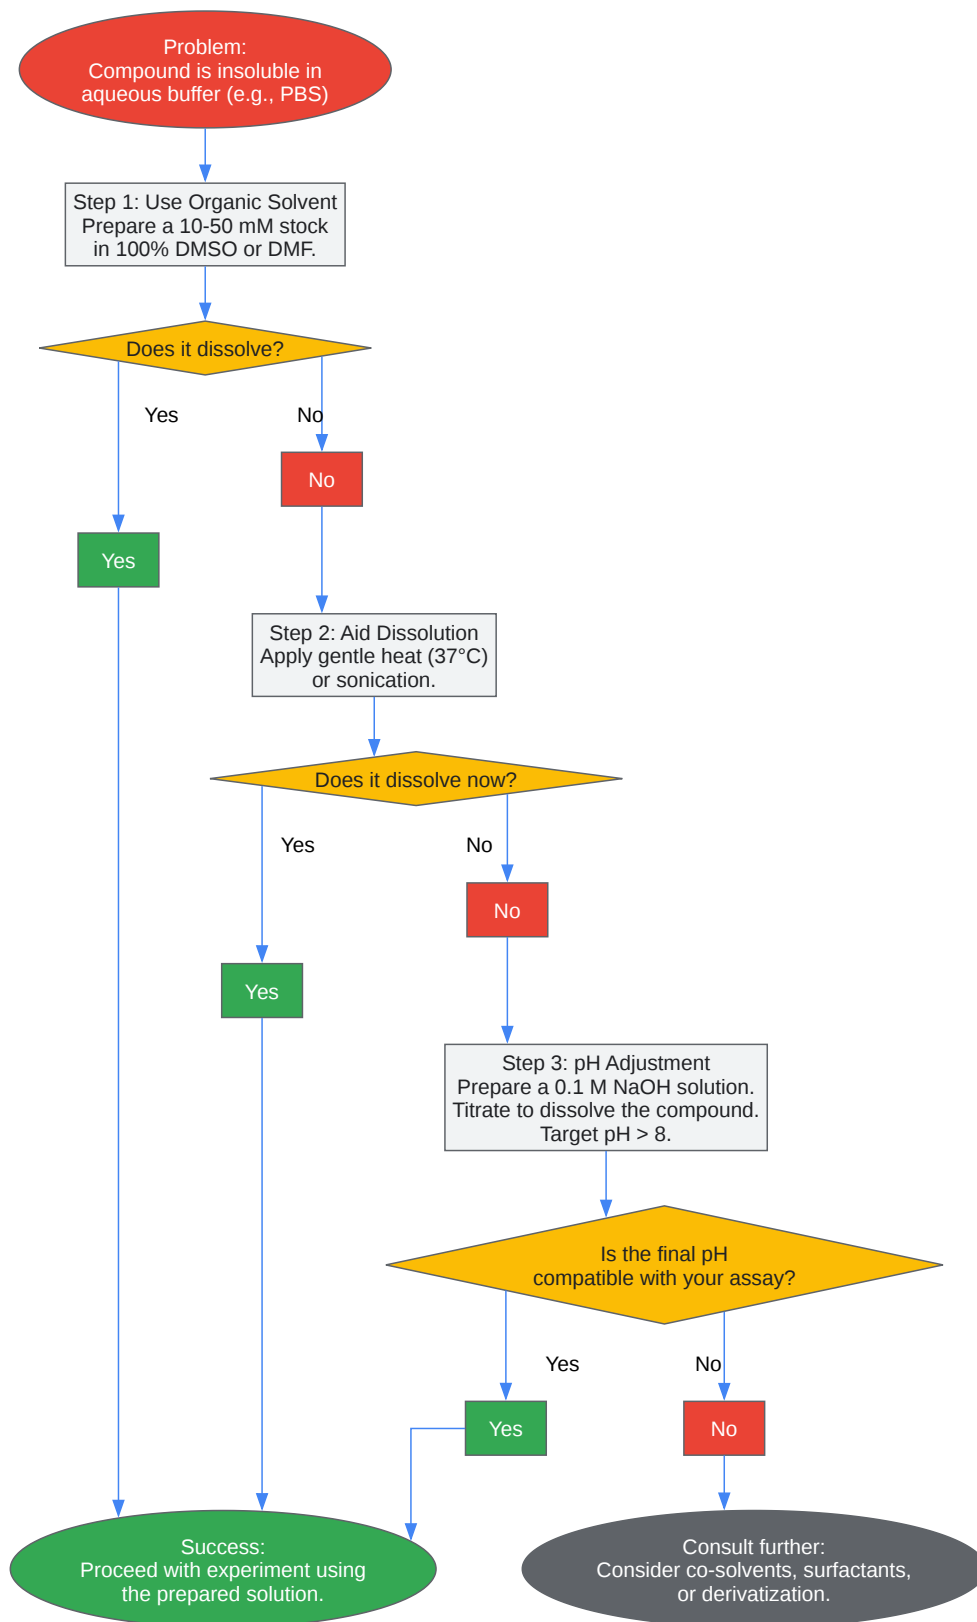 Problem:
Compound is insoluble in
aqueous buffer (e.g., PBS)
Step 1: Use Organic Solvent
Prepare a 10-50 mM stock
in 100% DMSO or DMF.
Does it dissolve?
Yes
No
No
Yes
Step 2: Aid Dissolution
Apply gentle heat (37°C)
or sonication.
Does it dissolve now?
Yes
No
No
Yes
Step 3: pH Adjustment
Prepare a 0.1 M NaOH solution.
Titrate to dissolve the compound.
Target pH > 8.
Is the final pH
compatible with your assay?
Yes
No
Yes
No
Success:
Proceed with experiment using
the prepared solution.
Consult further:
Consider co-solvents, surfactants,
or derivatization.